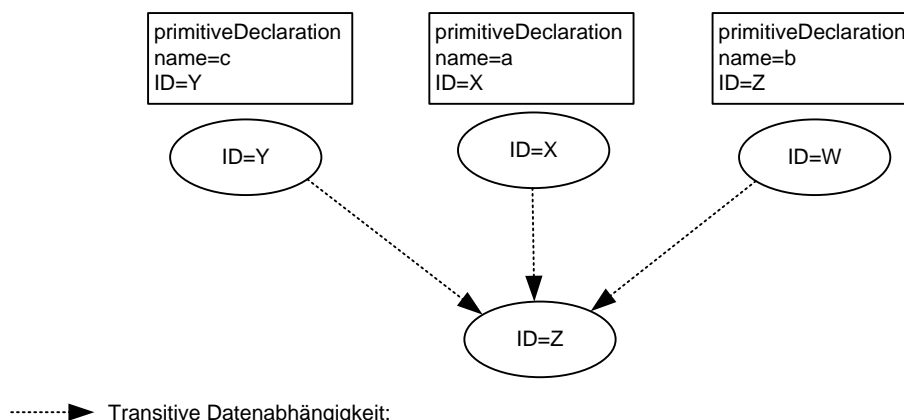 primitiveDeclaration
name=c
ID=Y
primitiveDeclaration
name=a
ID=X
primitiveDeclaration
name=b
ID=Z
ID=Y
ID=X
ID=W
ID=Z
Transitive Datenabhängigkeit: